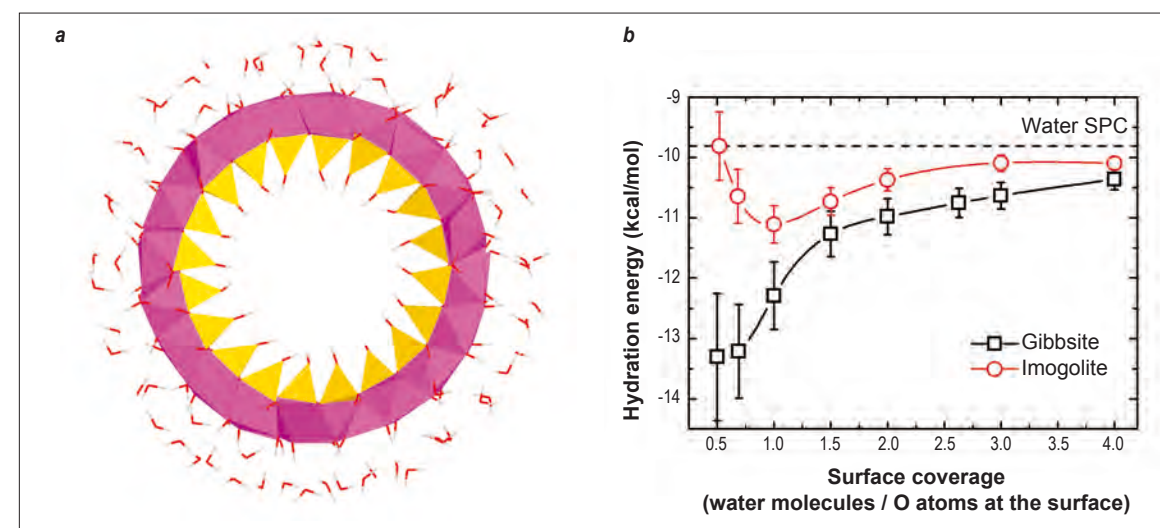 a
b
-9
-10
-11
-12
-13
-14
Hydration energy (kcal/mol)
Water SPC
Gibbsite
Imogolite
0.5 1.0 1.5 2.0 2.5 3.0 3.5 4.0
Surface coverage
(water molecules / O atoms at the surface)